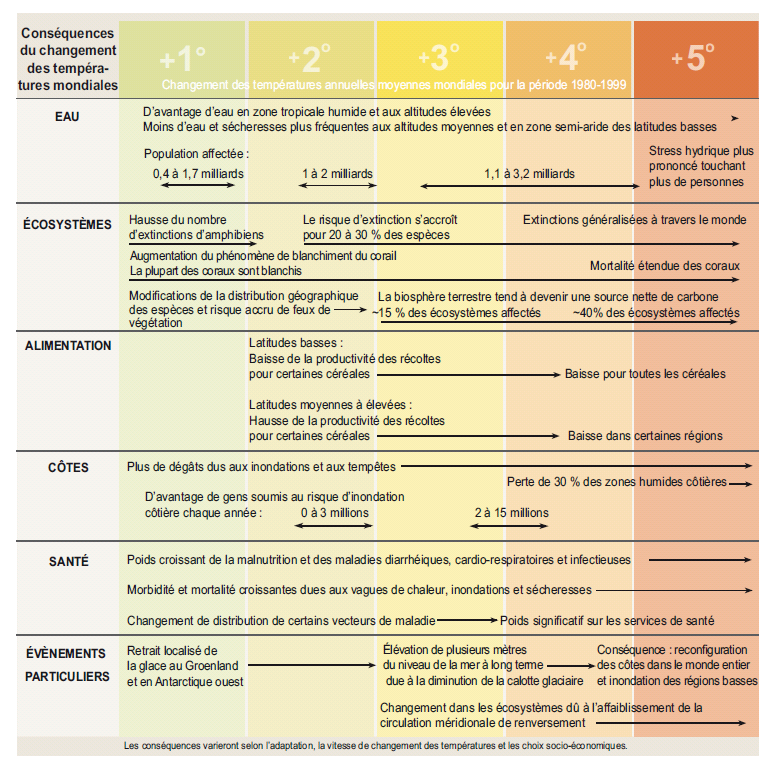 Conséquences
du changement
des tempéra-
tures mondiales
+1°
+2°
+3°
+4°
+5°
Changement des températures annuelles moyennes mondiales pour la période 1980-1999
EAU
D'avantage d'eau en zone tropicale humide et aux altitudes élevées
Moins d'eau et sécheresses plus fréquentes aux altitudes moyennes et en zone semi-aride des latitudes basses
Population affectée :
0,4 à 1,7 milliards
1 à 2 milliards
1,1 à 3,2 milliards
Stress hydrique plus
prononcé touchant
plus de personnes
ÉCOSYSTÈMES
Hausse du nombre
d'extinctions d'amphibiens
Le risque d'extinction s'accroît
pour 20 à 30 % des espèces
Extinctions généralisées à travers le monde
Augmentation du phénomène de blanchiment du corail
La plupart des coraux sont blanchis
Mortalité étendue des coraux
Modifications de la distribution géographique
des espèces et risque accru de feux de
végétation
La biosphère terrestre tend à devenir une source nette de carbone
~15 % des écosystèmes affectés
~40% des écosystèmes affectés
ALIMENTATION
Latitudes basses :
Baisse de la productivité des récoltes
pour certaines céréales
Baisse pour toutes les céréales
Latitudes moyennes à élevées :
Hausse de la productivité des récoltes
pour certaines céréales
Baisse dans certaines régions
CÔTES
Plus de dégâts dus aux inondations et aux tempêtes
Perte de 30 % des zones humides côtières
D'avantage de gens soumis au risque d'inondation
côtière chaque année :
0 à 3 millions
2 à 15 millions
SANTÉ
Poids croissant de la malnutrition et des maladies diarrhéiques, cardio-respiratoires et infectieuses
Morbidité et mortalité croissantes dues aux vagues de chaleur, inondations et sécheresses
Changement de distribution de certains vecteurs de maladie
Poids significatif sur les services de santé
ÉVÈNEMENTS
PARTICULIERS
Retrait localisé de
la glace au Groenland
et en Antarctique ouest
Élévation de plusieurs mètres
du niveau de la mer à long terme
due à la diminution de la calotte glaciaire
Conséquence : reconfiguration
des côtes dans le monde entier
et inondation des régions basses
Changement dans les écosystèmes dû à l'affaiblissement de la
circulation méridionale de renversement
Les conséquences varieront selon l'adaptation, la vitesse de changement des températures et les choix socio-économiques.